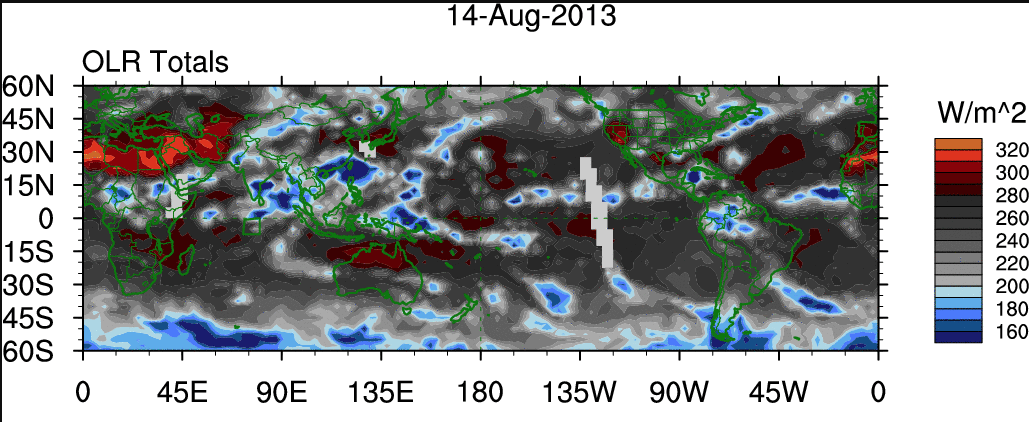 14-Aug-2013
OLR Totals
W/m^2
60N
45N
30N
15N
0
15S
30S
45S
60S
0 45E 90E 135E 180 135W 90W 45W 0
320
300
280
260
240
220
200
180
160